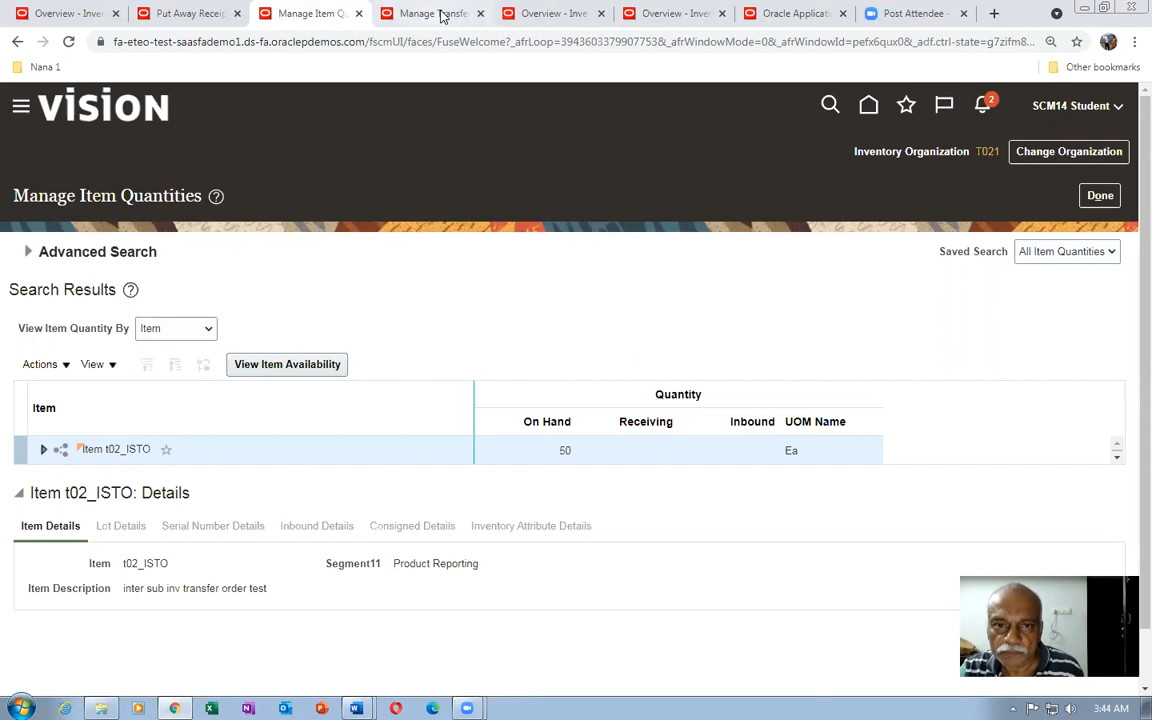 Overview - Inve
Put Away Receip
Manage Item Qu
Manage Transfe
Overview - Inve
Overview - Inve
Oracle Applicati
Post Attendee -
fa-eteo-test-saasfademo1.ds-fa.oraclepdemos.com/fscmUI/faces/FuseWelcome?_afrLoop=3943603379907753&_afrWindowMode=0&_afrWindowId=pefx6qux0&_adf.ctrl-state=g7zifm8...
Nana 1
Other bookmarks
vision
2
SCM14 Student
Inventory Organization T021
Change Organization
Manage Item Quantities
Done
Advanced Search
Saved Search All Item Quantities
Search Results
View Item Quantity By Item
Actions View View Item Availability
Quantity
Item
On Hand Receiving Inbound UOM Name
Item t02_ISTO 50 Ea
Item t02_ISTO: Details
Item Details Lot Details Serial Number Details Inbound Details Consigned Details Inventory Attribute Details
Item t02_ISTO Segment11 Product Reporting
Item Description inter sub inv transfer order test
3:44 AM